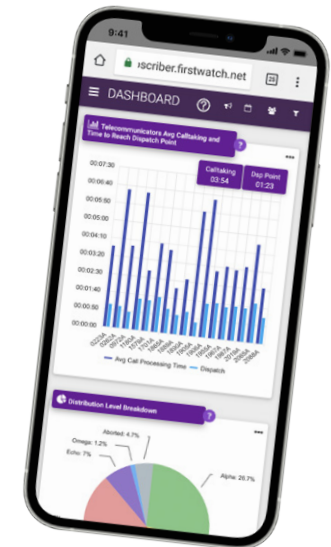 9:41
ɔscriber.firstwatch.net
25
DASHBOARD
?
Telecommunicators Avg Calltaking and
Time to Reach Dispatch Point
?
Calltaking
03:54
Dsp Point
01:23
00:07:30
00:06:40
00:05:50
00:05:00
00:04:10
00:03:20
00:02:30
00:01:40
00:00:50
00:00:00
Avg Call Processing Time
Dispatch
Distribution Level Breakdown
?
Aborted: 4.7%
Omega: 1.2%
Echo: 7%
Alpha: 26.7%